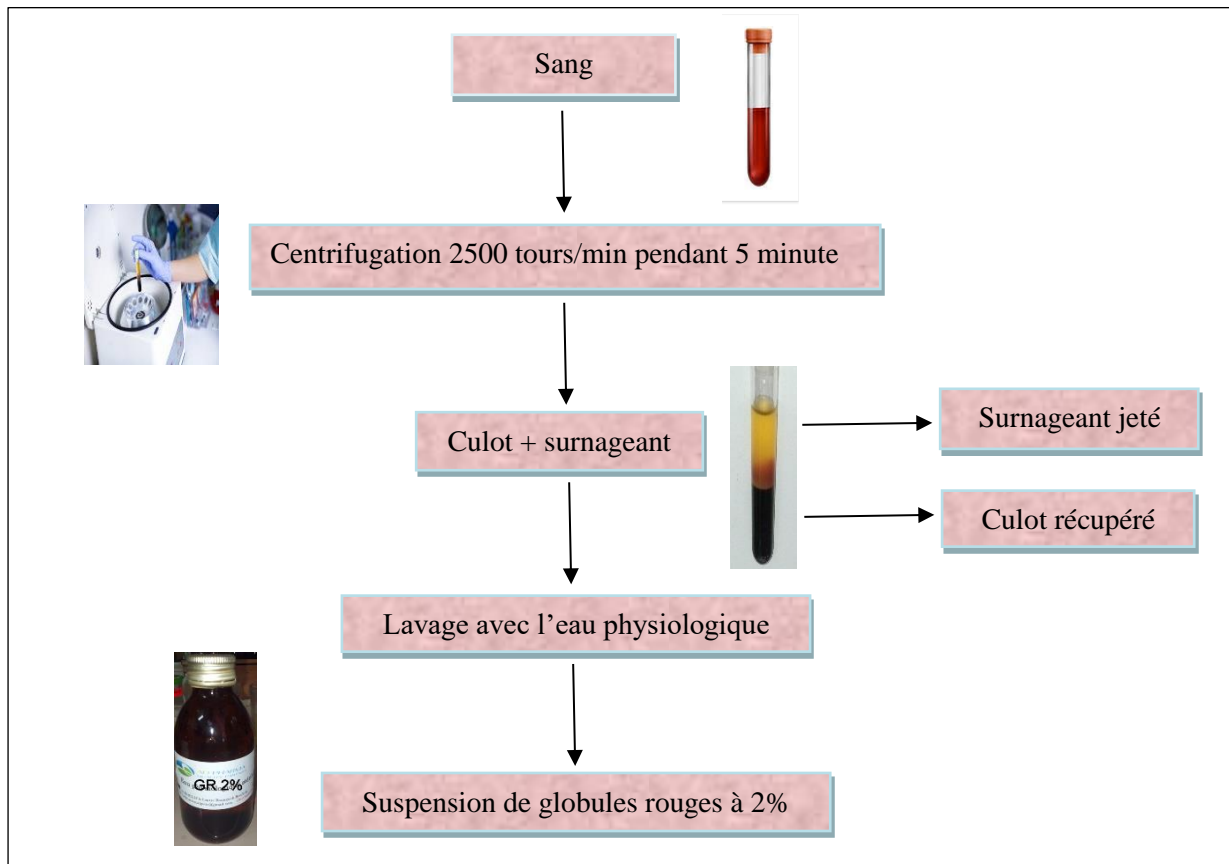 Sang
Centrifugation 2500 tours/min pendant 5 minute
Culot + surnageant
Surnageant jeté
Culot récupéré
Lavage avec l’eau physiologique
GR 2%
Suspension de globules rouges à 2%